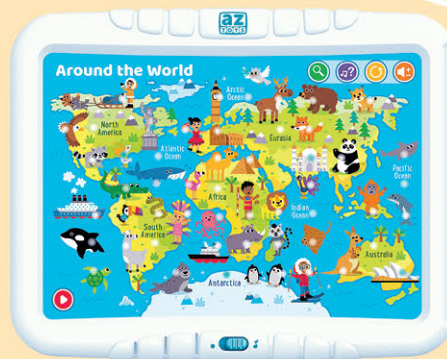 az
TOYS
Around the World
Arctic
Ocean
North
America
Eurasia
Atlantic
Ocean
Pacific
Ocean
Africa
Indian
Ocean
South
America
Australia
Antarctica